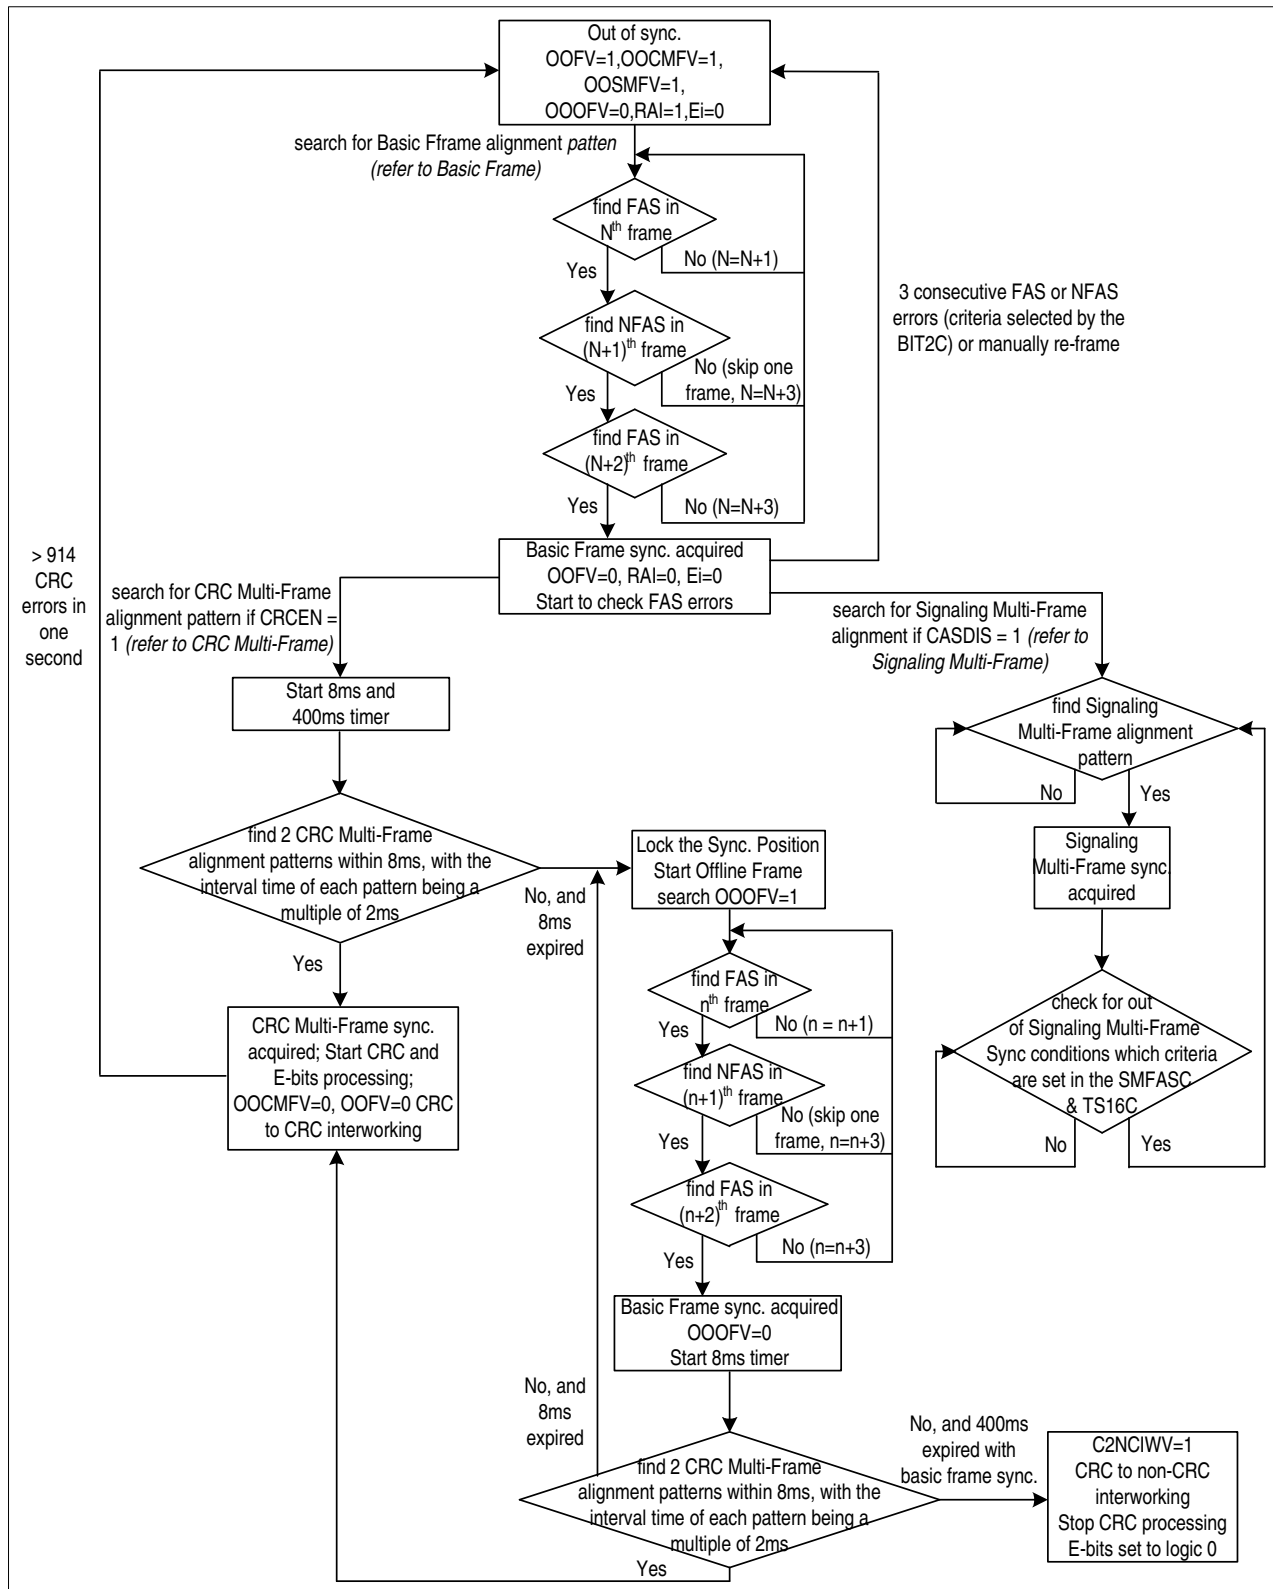 Out of sync.
OOFV=1,OOCMFV=1,
OOSMFV=1,
OOOFV=0,RAI=1,Ei=0
search for Basic Fframe alignment patten
(refer to Basic Frame)
find FAS in
Nth frame
No (N=N+1)
Yes
find NFAS in
(N+1)th frame
No (skip one
frame, N=N+3)
Yes
find FAS in
(N+2)th frame
No (N=N+3)
Yes
3 consecutive FAS or NFAS
errors (criteria selected by the
BIT2C) or manually re-frame
Basic Frame sync. acquired
OOFV=0, RAI=0, Ei=0
Start to check FAS errors
> 914
CRC
errors in
one
second
search for CRC Multi-Frame
alignment pattern if CRCEN =
1 (refer to CRC Multi-Frame)
search for Signaling Multi-Frame
alignment if CASDIS = 1 (refer to
Signaling Multi-Frame)
Start 8ms and
400ms timer
find Signaling
Multi-Frame alignment
pattern
No
Yes
Signaling
Multi-Frame sync.
acquired
check for out
of Signaling Multi-Frame
Sync conditions which criteria
are set in the SMFASC
& TS16C
No
Yes
find 2 CRC Multi-Frame
alignment patterns within 8ms, with the
interval time of each pattern being a
multiple of 2ms
No, and
8ms
expired
Yes
CRC Multi-Frame sync.
acquired; Start CRC and
E-bits processing;
OOCMFV=0, OOFV=0 CRC
to CRC interworking
Lock the Sync. Position
Start Offline Frame
search OOOFV=1
find FAS in
nth frame
No (n = n+1)
Yes
find NFAS in
(n+1)th frame
No (skip one
frame, n=n+3)
Yes
find FAS in
(n+2)th frame
No (n=n+3)
Yes
Basic Frame sync. acquired
OOOFV=0
Start 8ms timer
No, and
8ms
expired
find 2 CRC Multi-Frame
alignment patterns within 8ms, with the
interval time of each pattern being a
multiple of 2ms
Yes
No, and 400ms
expired with
basic frame sync.
C2NCIWV=1
CRC to non-CRC
interworking
Stop CRC processing
E-bits set to logic 0